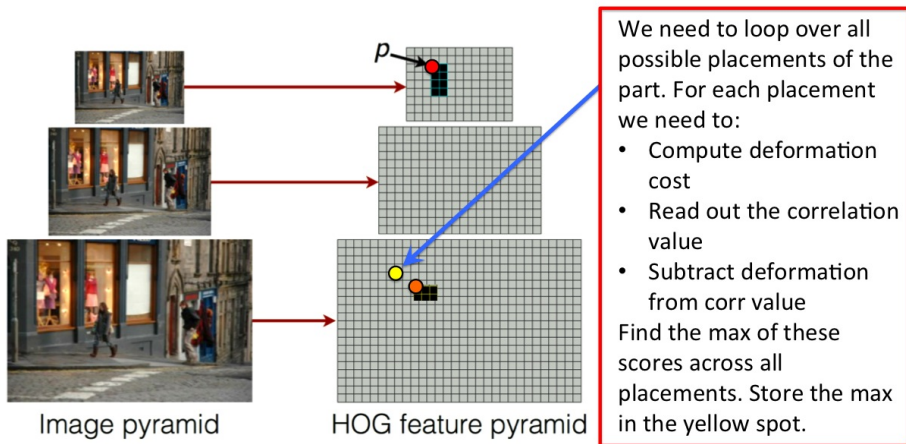 p
We need to loop over all
possible placements of the
part. For each placement
we need to:
• Compute deformation
cost
• Read out the correlation
value
• Subtract deformation
from corr value
Find the max of these
scores across all
placements. Store the max
in the yellow spot.
Image pyramid
HOG feature pyramid